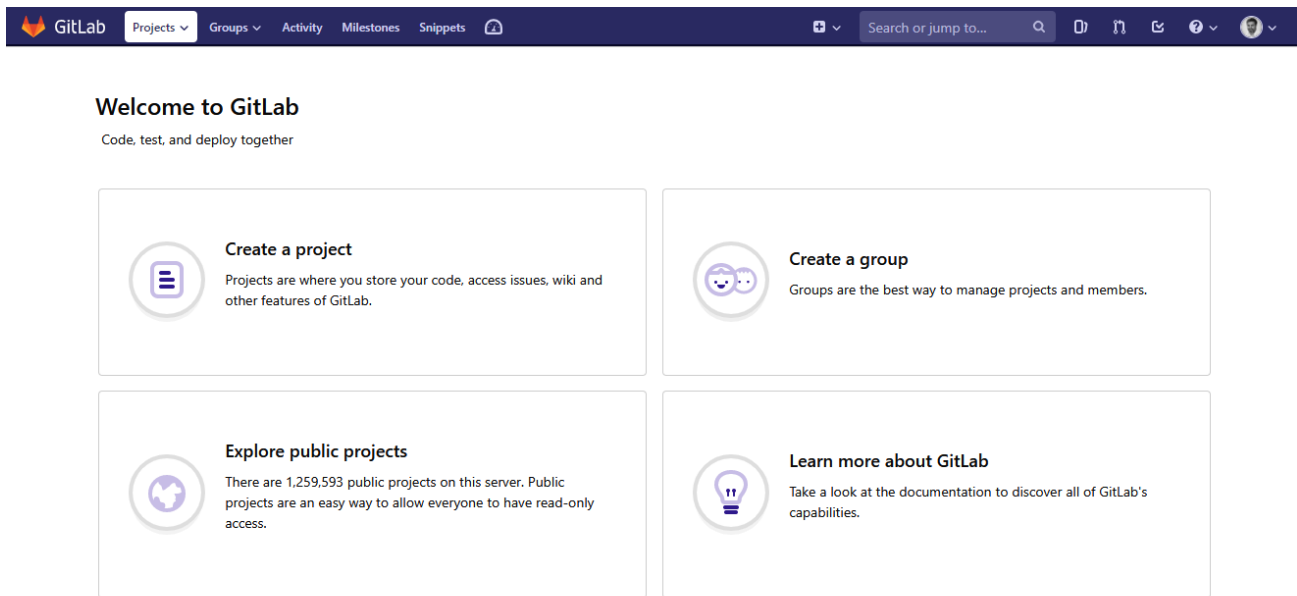 GitLab Projects Groups Activity Milestones Snippets Search or jump to...
Welcome to GitLab
Code, test, and deploy together
Create a project
Projects are where you store your code, access issues, wiki and
other features of GitLab.
Create a group
Groups are the best way to manage projects and members.
Explore public projects
There are 1,259,593 public projects on this server. Public
projects are an easy way to allow everyone to have read-only
access.
Learn more about GitLab
Take a look at the documentation to discover all of GitLab's
capabilities.